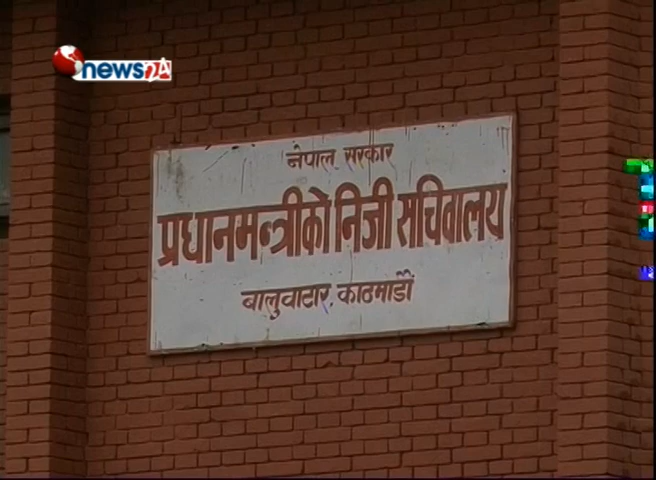 news24
नेपाल सरकार
प्रधानमन्त्रीको निजी सचिवालय
बालुवाटार, काठमाडौं